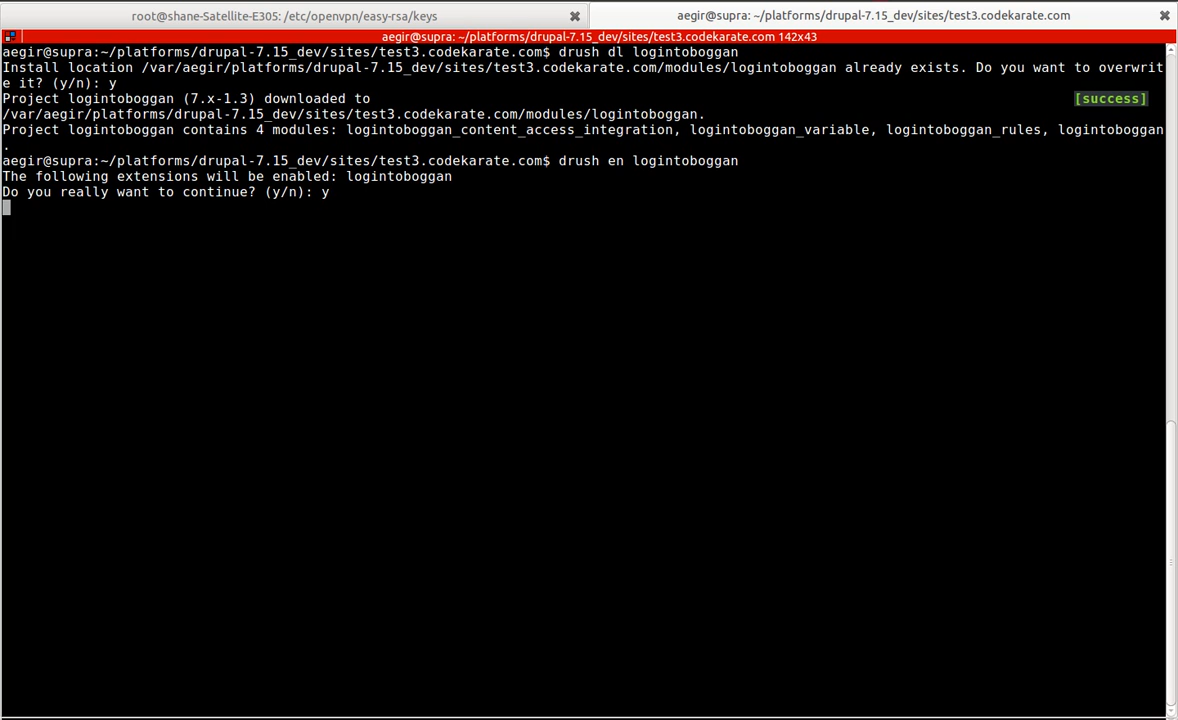 root@shane-Satellite-E305: /etc/openvpn/easy-rsa/keys
aegir@supra: ~/platforms/drupal-7.15_dev/sites/test3.codekarate.com
aegir@supra: ~/platforms/drupal-7.15_dev/sites/test3.codekarate.com 142x43
aegir@supra:~/platforms/drupal-7.15_dev/sites/test3.codekarate.com$ drush dl logintoboggan
Install location /var/aegir/platforms/drupal-7.15_dev/sites/test3.codekarate.com/modules/logintoboggan already exists. Do you want to overwrit
e it? (y/n): y
Project logintoboggan (7.x-1.3) downloaded to [success]
/var/aegir/platforms/drupal-7.15_dev/sites/test3.codekarate.com/modules/logintoboggan.
Project logintoboggan contains 4 modules: logintoboggan_content_access_integration, logintoboggan_variable, logintoboggan_rules, logintoboggan
.
aegir@supra:~/platforms/drupal-7.15_dev/sites/test3.codekarate.com$ drush en logintoboggan
The following extensions will be enabled: logintoboggan
Do you really want to continue? (y/n): y